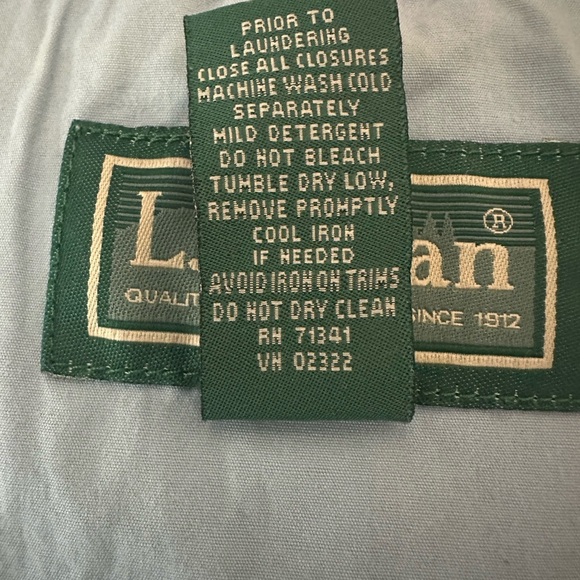 PRIOR TO
LAUNDERING
CLOSE ALL CLOSURES
MACHINE WASH COLD
SEPARATELY
MILD DETERGENT
DO NOT BLEACH
TUMBLE DRY LOW,
REMOVE PROMPTLY
COOL IRON
IF NEEDED
AVOID IRON ON TRIMS
DO NOT DRY CLEAN
RN 71341
VN 02322
L. an ®
QUALIT SINCE 1912